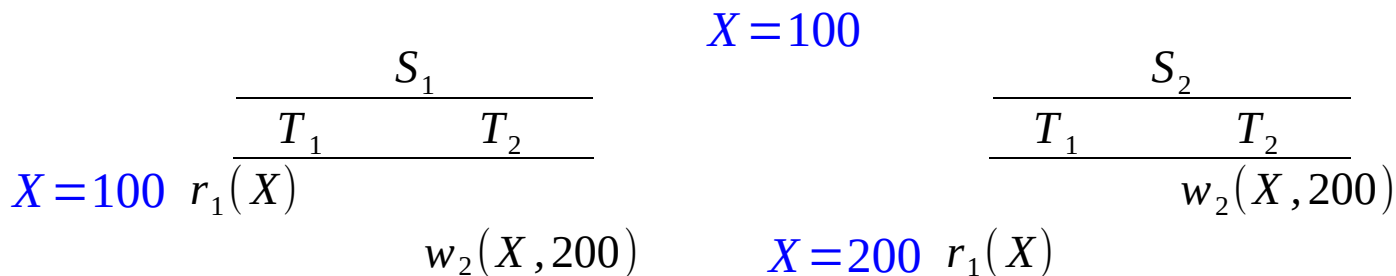 X=100
S₁ S₂
T₁ T₂ T₁ T₂
X=100 r₁(X) w₂(X,200)
w₂(X,200) X=200 r₁(X)